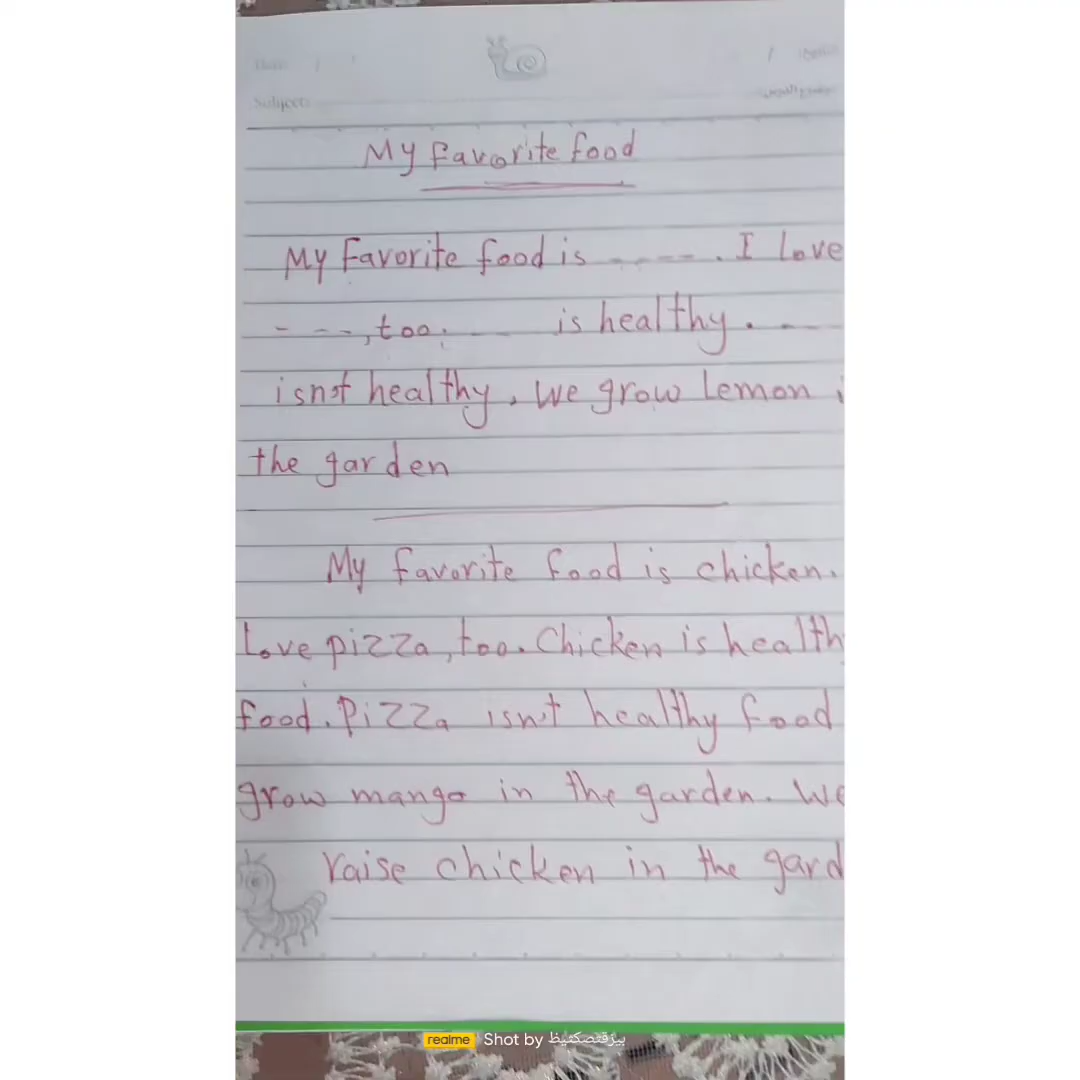 Subject:
My favorite food
My Favorite food is ----. I love
----, too. --- is healthy. ---
isn't healthy. We grow Lemon i
the garden
My favorite food is chicken.
Love pizza, too. Chicken is health
food. Pizza isn't healthy food
grow mango in the garden. We
raise chicken in the gard
realme Shot by